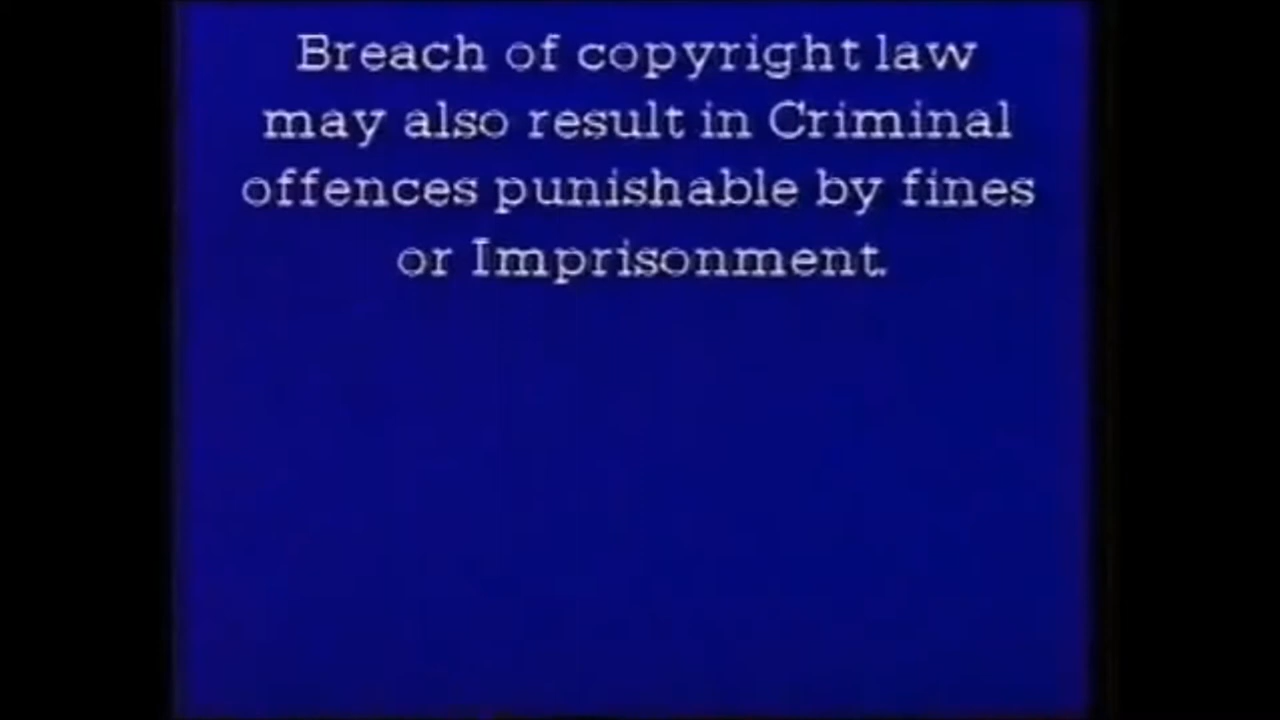 Breach of copyright law
may also result in Criminal
offences punishable by fines
or Imprisonment.